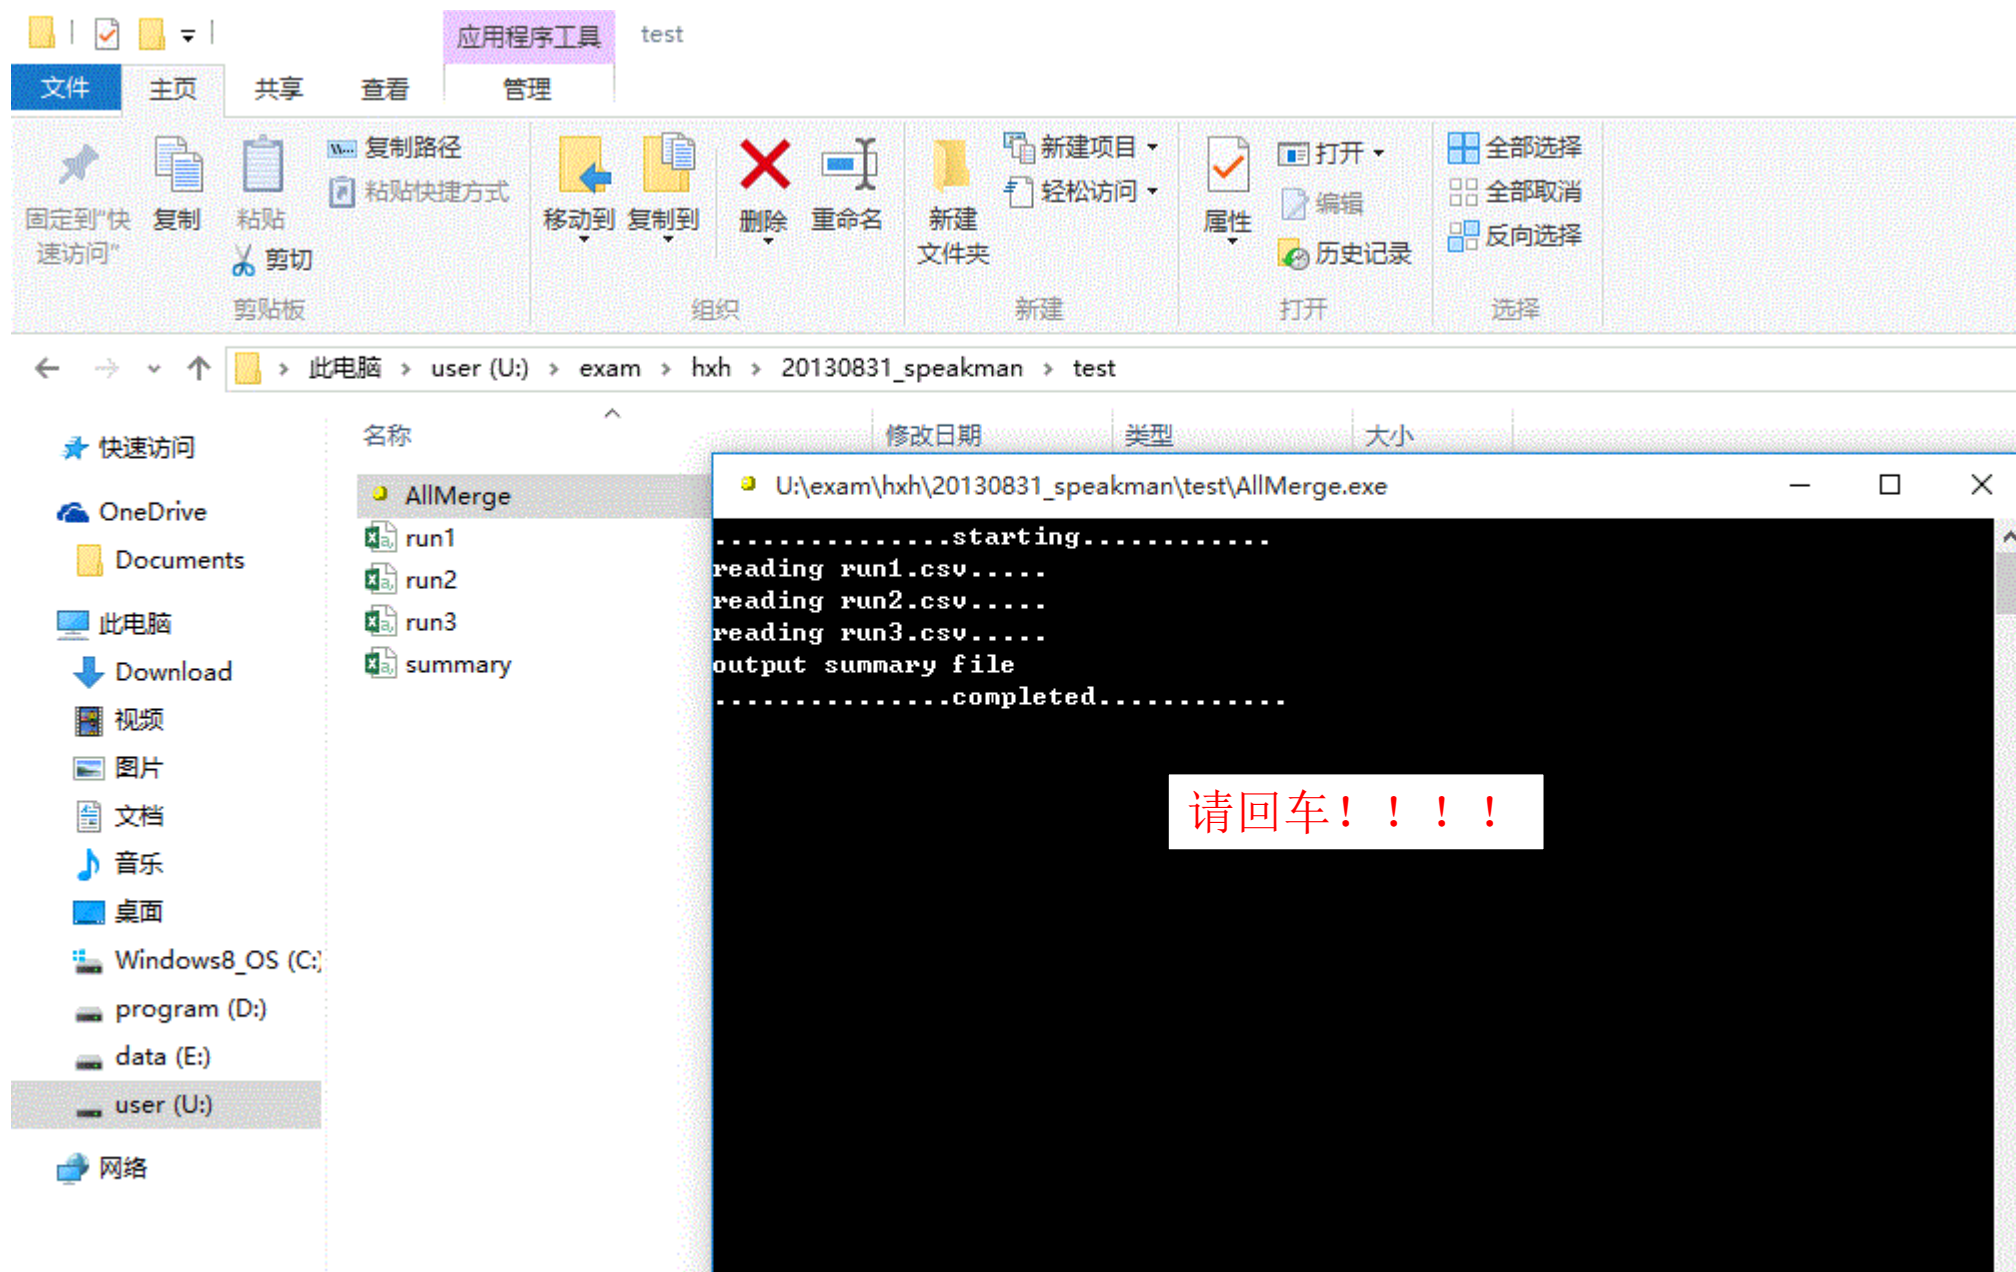 应用程序工具 test
文件 主页 共享 查看 管理
固定到“快速访问” 复制 粘贴 复制路径 粘贴快捷方式 剪切
移动到 复制到 删除 重命名
新建文件夹 新建项目 轻松访问
属性 打开 编辑 历史记录
全部选择 全部取消 反向选择
剪贴板 组织 新建 打开 选择
此电脑 > user (U:) > exam > hxh > 20130831_speakman > test
名称 修改日期 类型 大小
快速访问
OneDrive
Documents
此电脑
Download
视频
图片
文档
音乐
桌面
Windows8_OS (C:)
program (D:)
data (E:)
user (U:)
网络
AllMerge
run1
run2
run3
summary
U:\exam\hxh\20130831_speakman\test\AllMerge.exe
...............starting............
reading run1.csv.....
reading run2.csv.....
reading run3.csv.....
output summary file
...............completed............
请回车！！！！